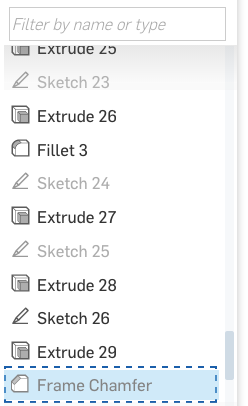 Filter by name or type
Extrude 25
Sketch 23
Extrude 26
Fillet 3
Sketch 24
Extrude 27
Sketch 25
Extrude 28
Sketch 26
Extrude 29
Frame Chamfer